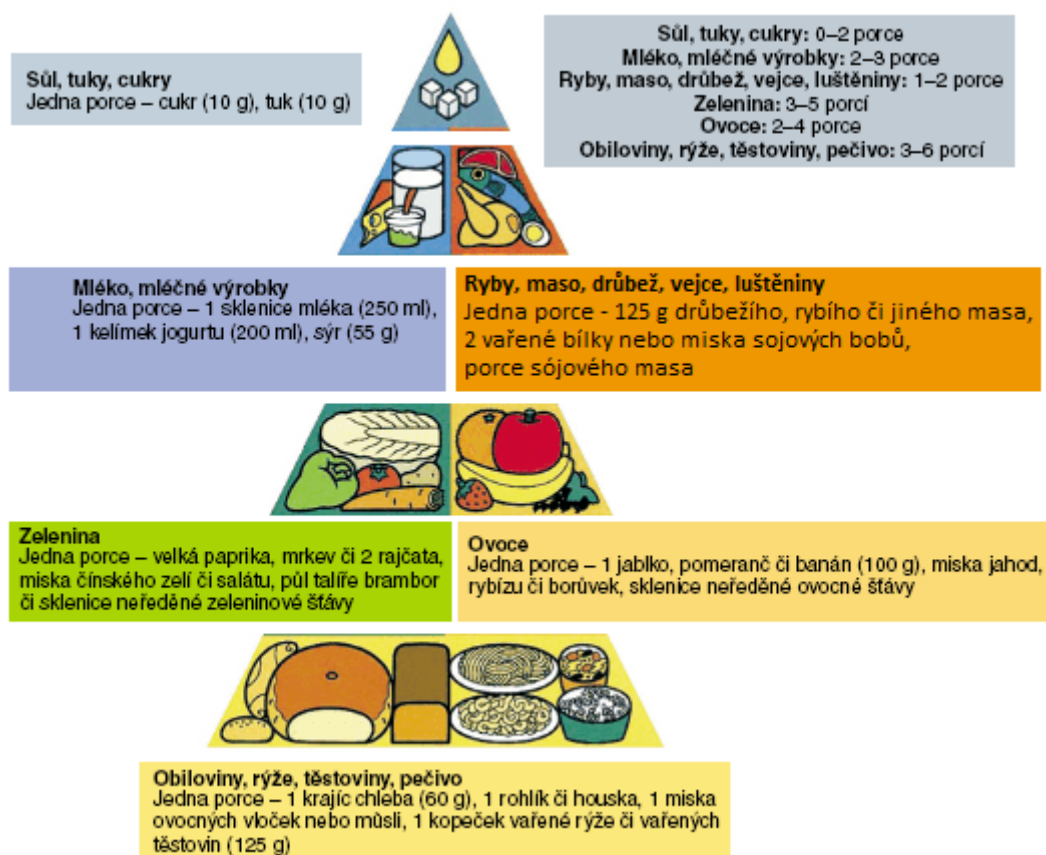 Sůl, tuky, cukry
Jedna porce – cukr (10 g), tuk (10 g)
Sůl, tuky, cukry: 0–2 porce
Mléko, mléčné výrobky: 2–3 porce
Ryby, maso, drůbež, vejce, luštěniny: 1–2 porce
Zelenina: 3–5 porcí
Ovoce: 2–4 porce
Obiloviny, rýže, těstoviny, pečivo: 3–6 porcí
Mléko, mléčné výrobky
Jedna porce – 1 sklenice mléka (250 ml),
1 kelímek jogurtu (200 ml), sýr (55 g)
Ryby, maso, drůbež, vejce, luštěniny
Jedna porce - 125 g drůbežího, rybího či jiného masa,
2 vařené bílky nebo miska sojových bobů,
porce sójového masa
Zelenina
Jedna porce – velká paprika, mrkev či 2 rajčata,
miska čínského zelí či salátu, půl talíře brambor
či sklenice neředěné zeleninové šťávy
Ovoce
Jedna porce – 1 jablko, pomeranč či banán (100 g), miska jahod,
rybízu či borůvek, sklenice neředěné ovocné šťávy
Obiloviny, rýže, těstoviny, pečivo
Jedna porce – 1 krajíc chleba (60 g), 1 rohlík či houska, 1 miska
ovocných vloček nebo műsli, 1 kopeček vařené rýže či vařených
těstovin (125 g)